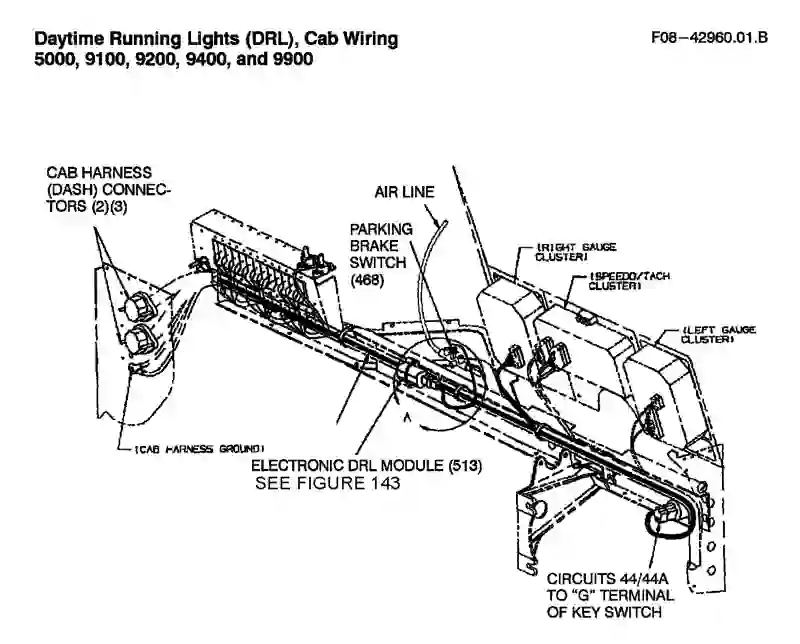 Daytime Running Lights (DRL), Cab Wiring
5000, 9100, 9200, 9400, and 9900
F08-42960.01.B
CAB HARNESS
(DASH) CONNEC-
TORS (2)(3)
AIR LINE
PARKING
BRAKE
SWITCH
(468)
(RIGHT GAUGE
CLUSTER)
(SPEEDO/TACH
CLUSTER)
(LEFT GAUGE
CLUSTER)
A
(CAB HARNESS GROUND)
ELECTRONIC DRL MODULE (513)
SEE FIGURE 143
CIRCUITS 44/44A
TO "G" TERMINAL
OF KEY SWITCH